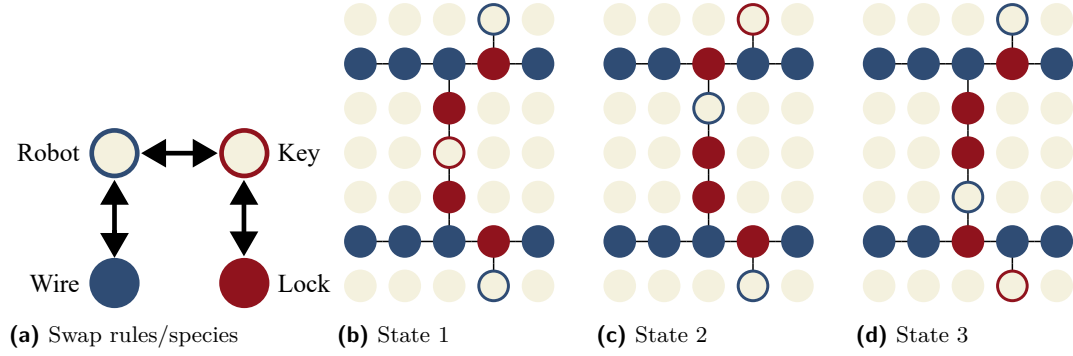 Robot
Key
Wire
Lock
(a) Swap rules/species
(b) State 1
(c) State 2
(d) State 3